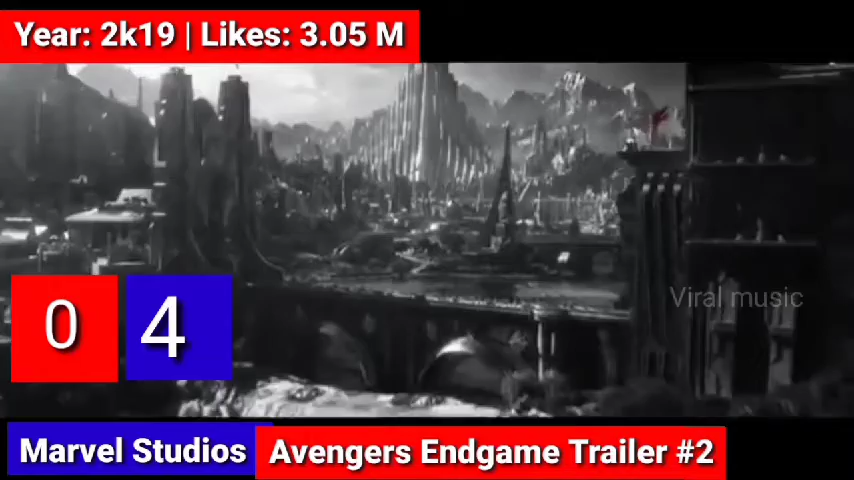 Year: 2k19 | Likes: 3.05 M
Viral music
0 4
Marvel Studios
Avengers Endgame Trailer #2